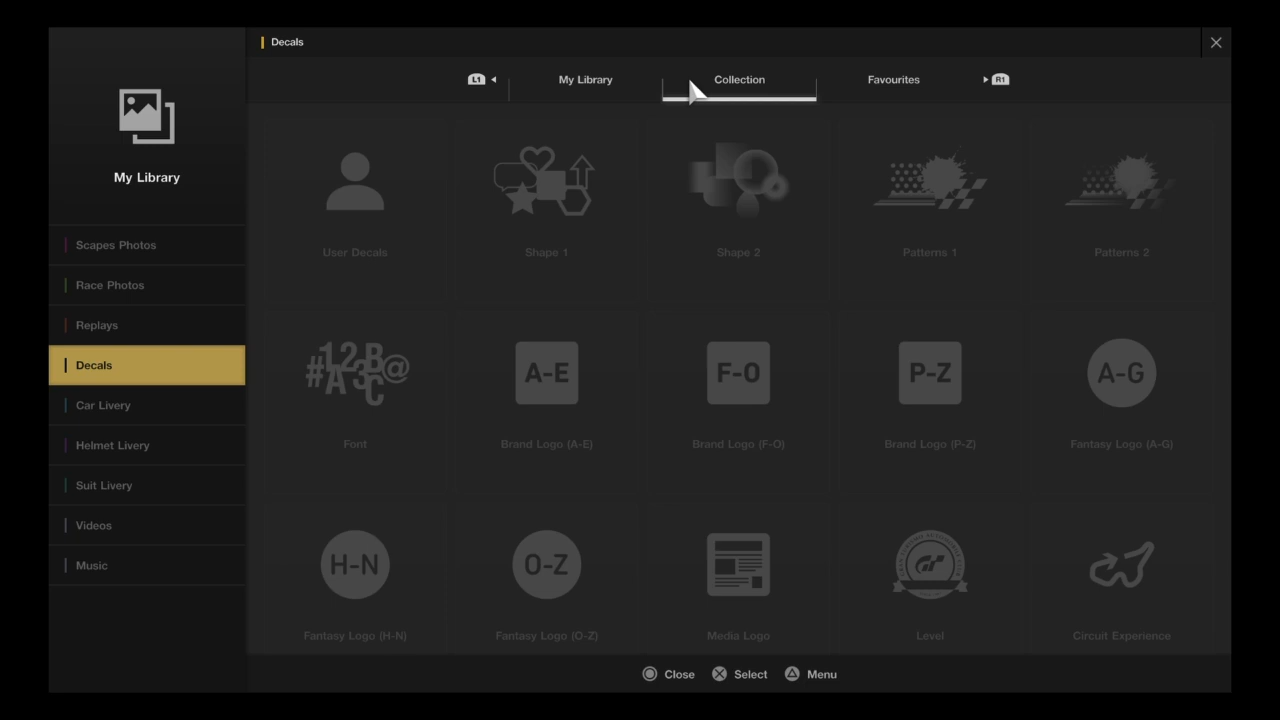 Decals
L1
My Library
Collection
Favourites
R1
My Library
Scapes Photos
Race Photos
Replays
Decals
Car Livery
Helmet Livery
Suit Livery
Videos
Music
User Decals
Shape 1
Shape 2
Patterns 1
Patterns 2
#123B@
A C
Font
A-E
Brand Logo (A-E)
F-O
Brand Logo (F-O)
P-Z
Brand Logo (P-Z)
A-G
Fantasy Logo (A-G)
H-N
Fantasy Logo (H-N)
O-Z
Fantasy Logo (O-Z)
Media Logo
Level
Circuit Experience
Close
Select
Menu